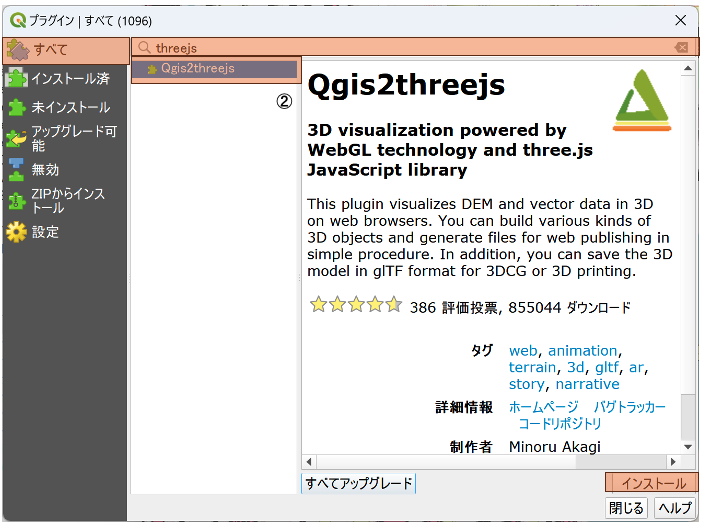 プラグイン | すべて (1096)
すべて
インストール済
未インストール
アップグレード可
能
無効
ZIPからインス
トール
設定
threejs
Qgis2threejs
②
Qgis2threejs
3D visualization powered by
WebGL technology and three.js
JavaScript library
This plugin visualizes DEM and vector data in 3D
on web browsers. You can build various kinds of
3D objects and generate files for web publishing in
simple procedure. In addition, you can save the 3D
model in glTF format for 3DCG or 3D printing.
386 評価投票, 855044 ダウンロード
タグ web, animation,
terrain, 3d, gltf, ar,
story, narrative
詳細情報 ホームページ バグトラッカー
コードリポジトリ
制作者 Minoru Akagi
すべてアップグレード
インストール
閉じる ヘルプ